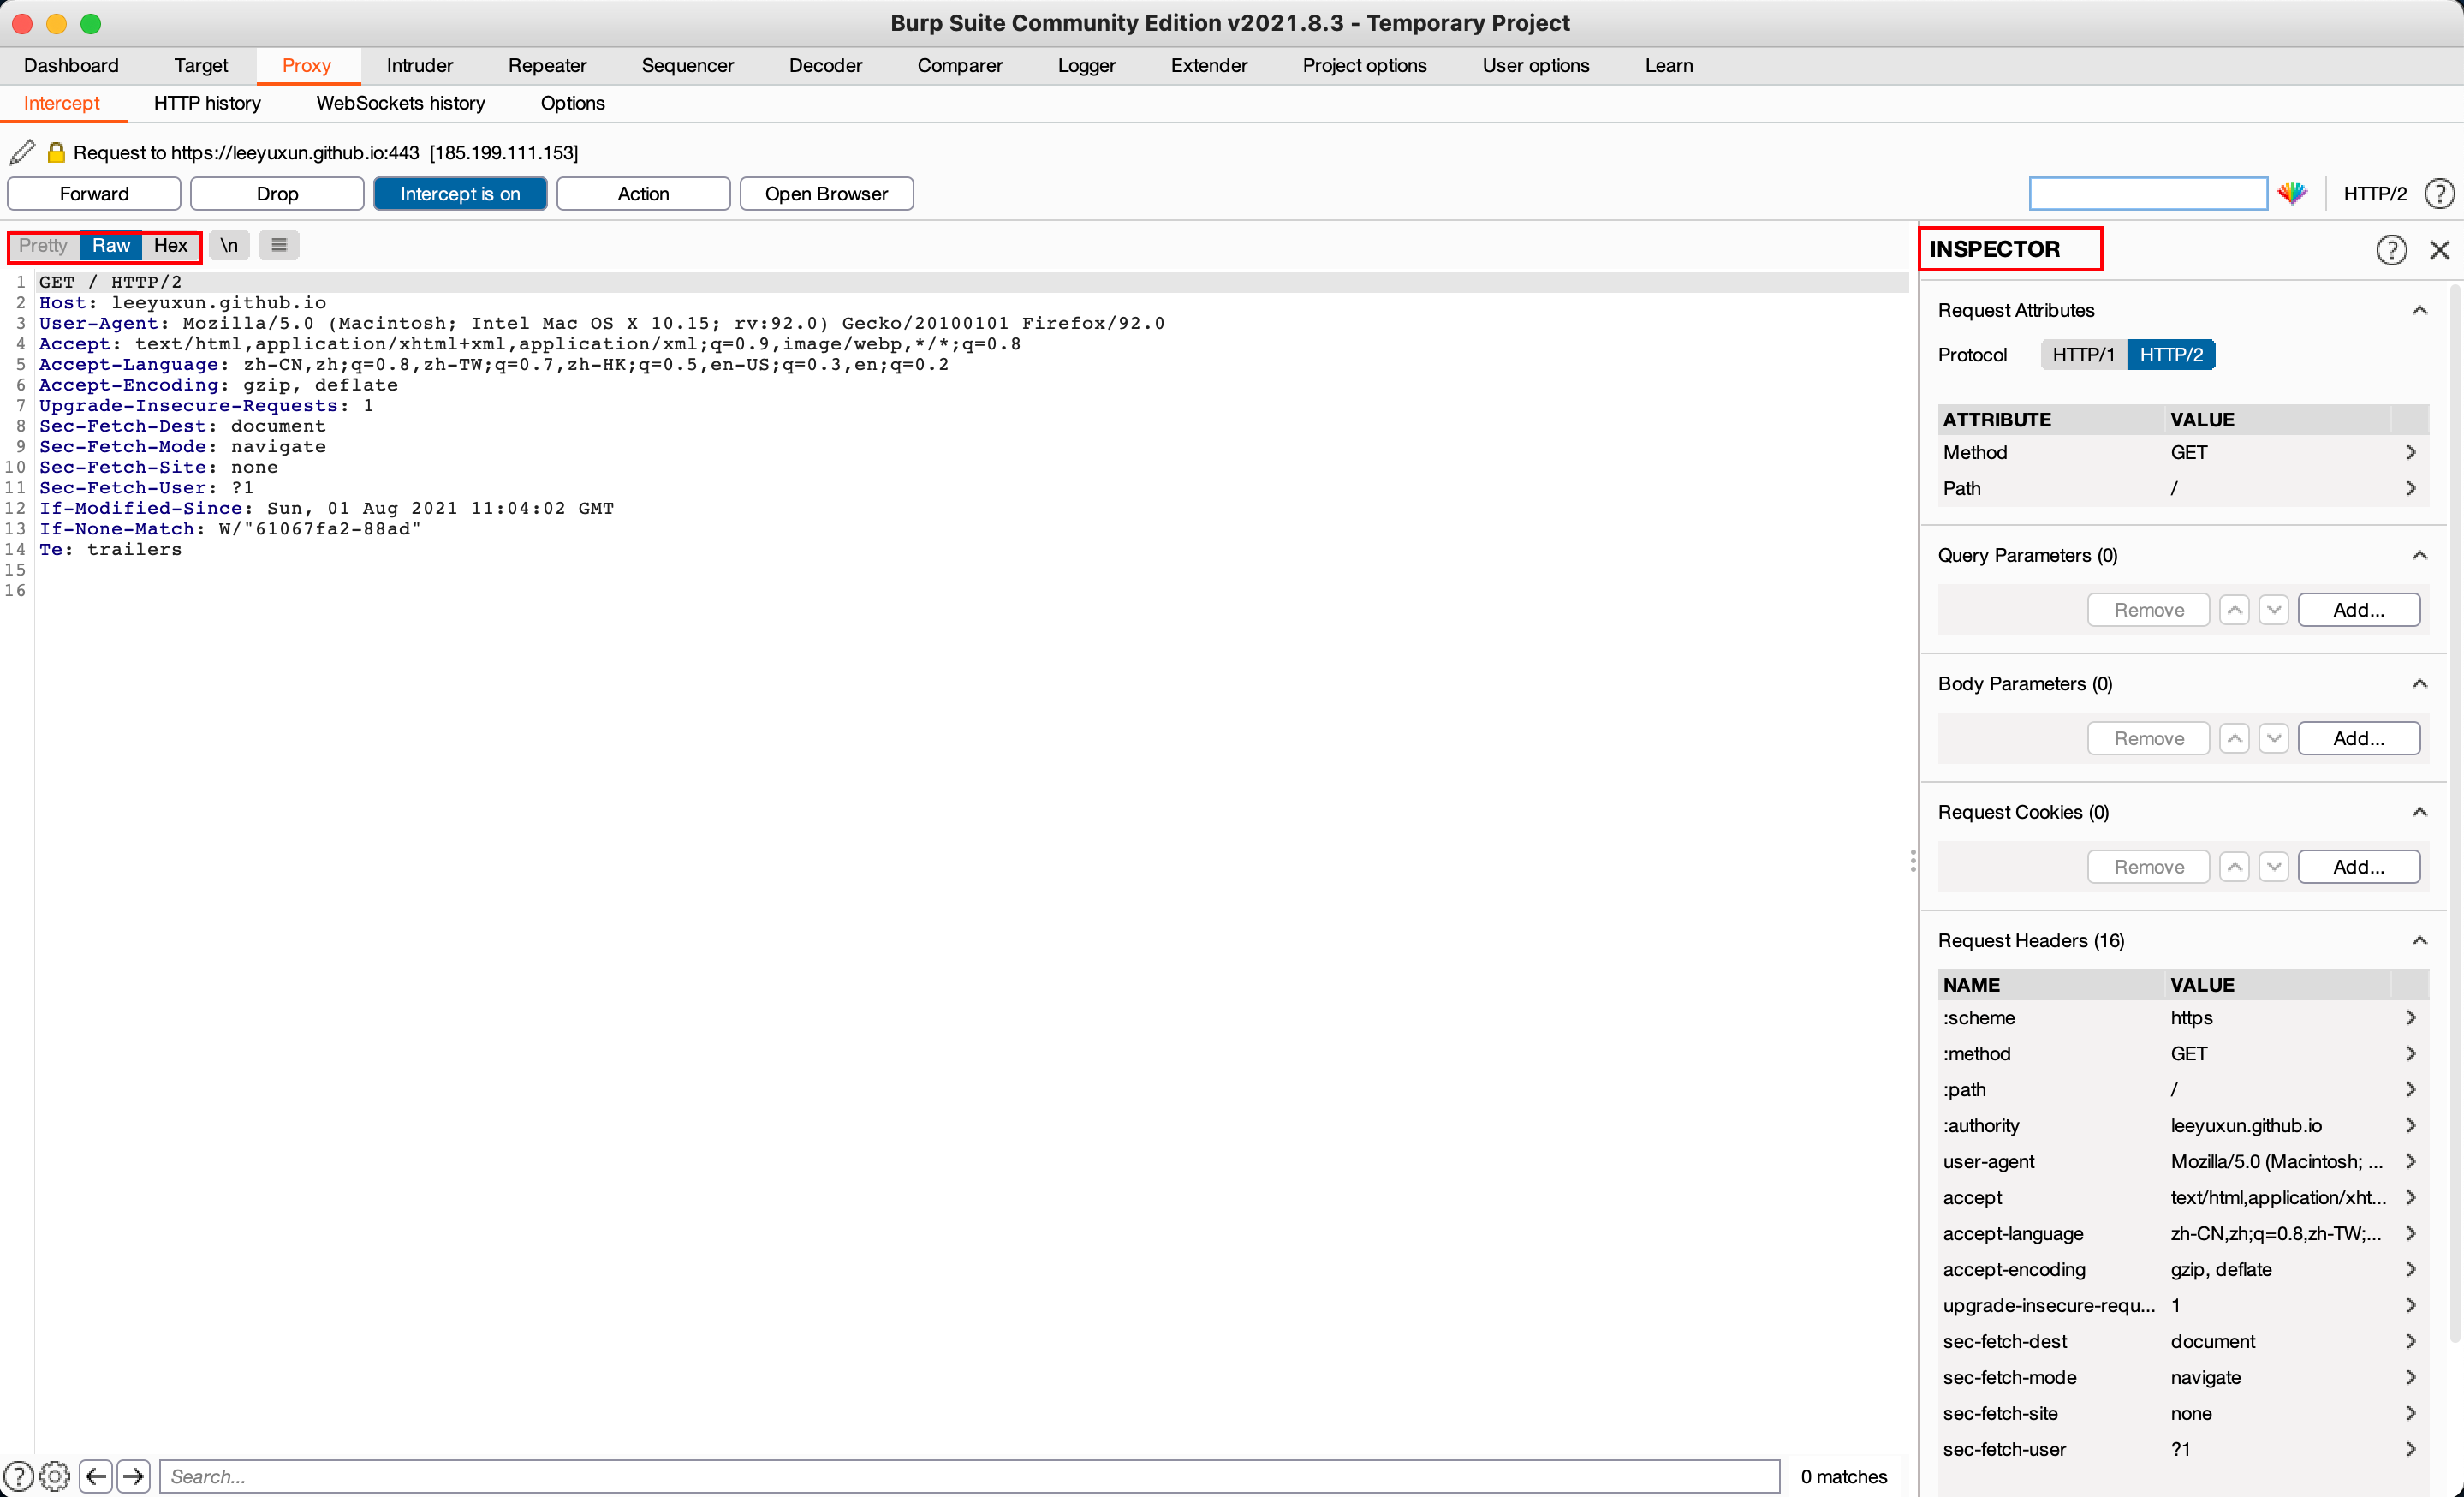 Burp Suite Community Edition v2021.8.3 - Temporary Project
Dashboard Target Proxy Intruder Repeater Sequencer Decoder Comparer Logger Extender Project options User options Learn
Intercept HTTP history WebSockets history Options
Request to https://leeyuxun.github.io:443 [185.199.111.153]
Forward Drop Intercept is on Action Open Browser HTTP/2 ?
Pretty Raw Hex \n
1 GET / HTTP/2
2 Host: leeyuxun.github.io
3 User-Agent: Mozilla/5.0 (Macintosh; Intel Mac OS X 10.15; rv:92.0) Gecko/20100101 Firefox/92.0
4 Accept: text/html,application/xhtml+xml,application/xml;q=0.9,image/webp,*/*;q=0.8
5 Accept-Language: zh-CN,zh;q=0.8,zh-TW;q=0.7,zh-HK;q=0.5,en-US;q=0.3,en;q=0.2
6 Accept-Encoding: gzip, deflate
7 Upgrade-Insecure-Requests: 1
8 Sec-Fetch-Dest: document
9 Sec-Fetch-Mode: navigate
10 Sec-Fetch-Site: none
11 Sec-Fetch-User: ?1
12 If-Modified-Since: Sun, 01 Aug 2021 11:04:02 GMT
13 If-None-Match: W/"61067fa2-88ad"
14 Te: trailers
15
16
INSPECTOR ?
Request Attributes
Protocol HTTP/1 HTTP/2
ATTRIBUTE VALUE
Method GET
Path /
Query Parameters (0)
Remove Add...
Body Parameters (0)
Remove Add...
Request Cookies (0)
Remove Add...
Request Headers (16)
NAME VALUE
:scheme https
:method GET
:path /
:authority leeyuxun.github.io
user-agent Mozilla/5.0 (Macintosh; ...
accept text/html,application/xht...
accept-language zh-CN,zh;q=0.8,zh-TW;...
accept-encoding gzip, deflate
upgrade-insecure-requ... 1
sec-fetch-dest document
sec-fetch-mode navigate
sec-fetch-site none
sec-fetch-user ?1
? Search... 0 matches